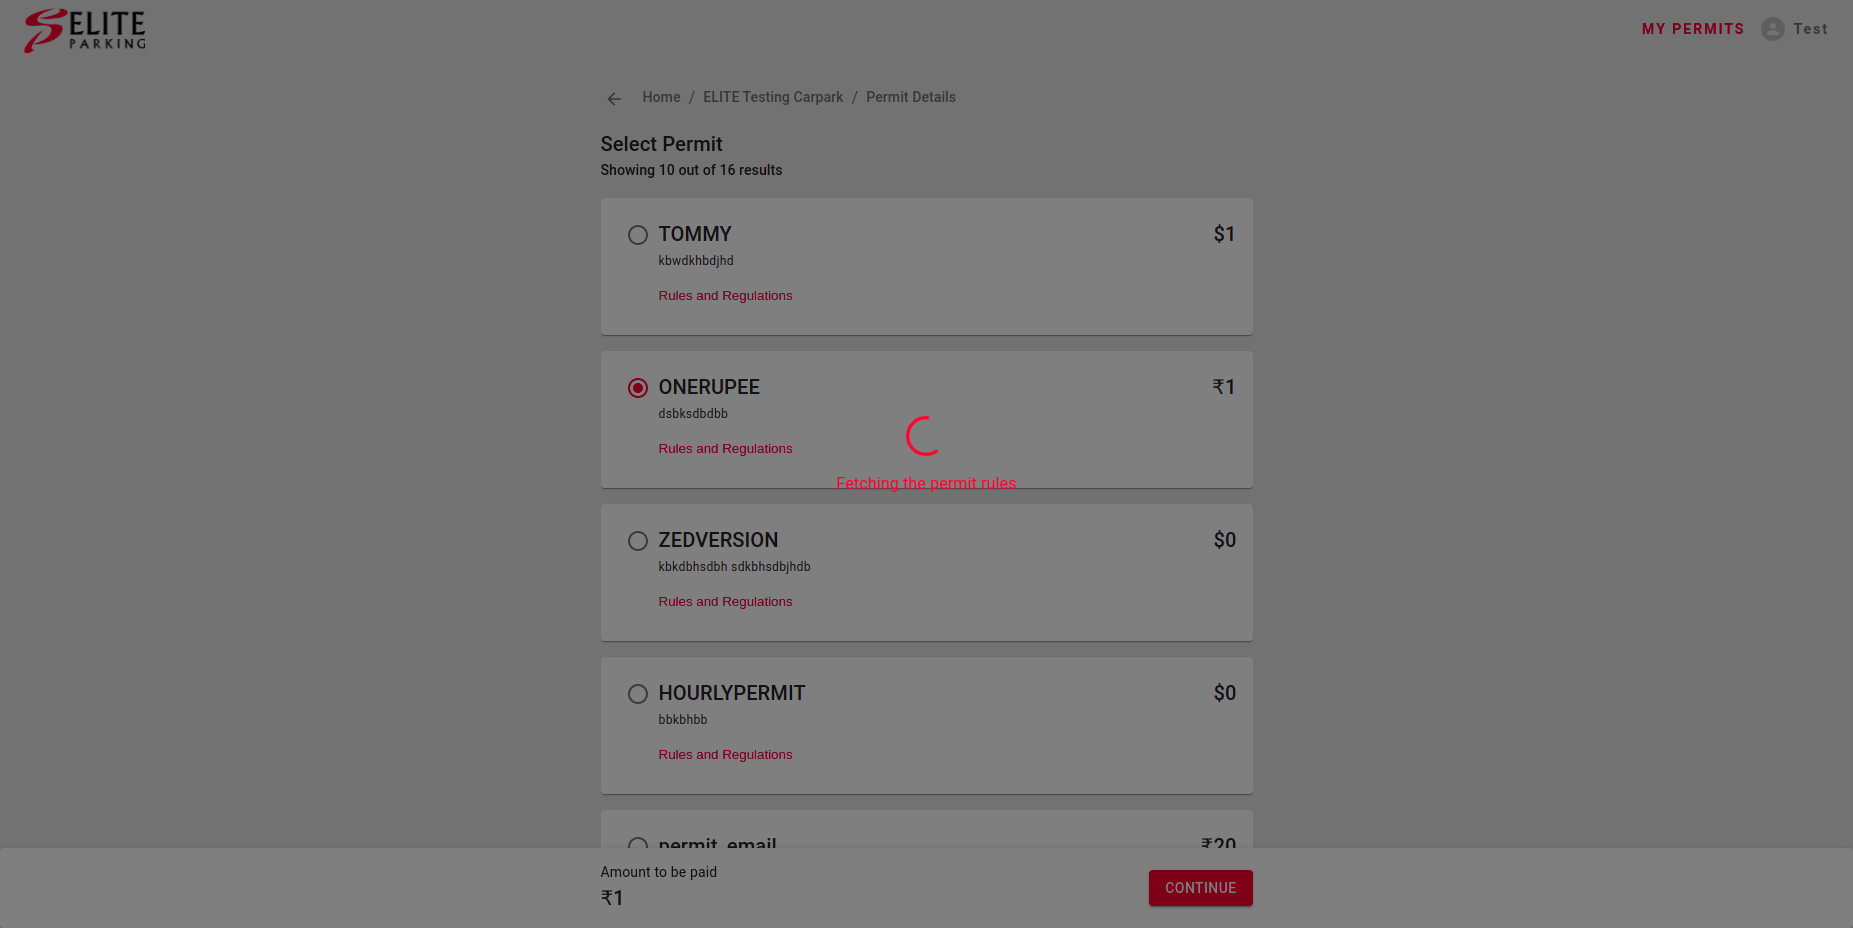 ELITE
PARKING
MY PERMITS
Test
Home / ELITE Testing Carpark / Permit Details
Select Permit
Showing 10 out of 16 results
TOMMY
$1
kbwdkhbdjhd
Rules and Regulations
ONERUPEE
₹1
dsbksdbdbb
Rules and Regulations
Fetching the permit rules
ZEDVERSION
$0
kbkdbhsdbh sdkbhsdbjhdb
Rules and Regulations
HOURLYPERMIT
$0
bbkbhbb
Rules and Regulations
permit_email
₹20
Amount to be paid
₹1
CONTINUE